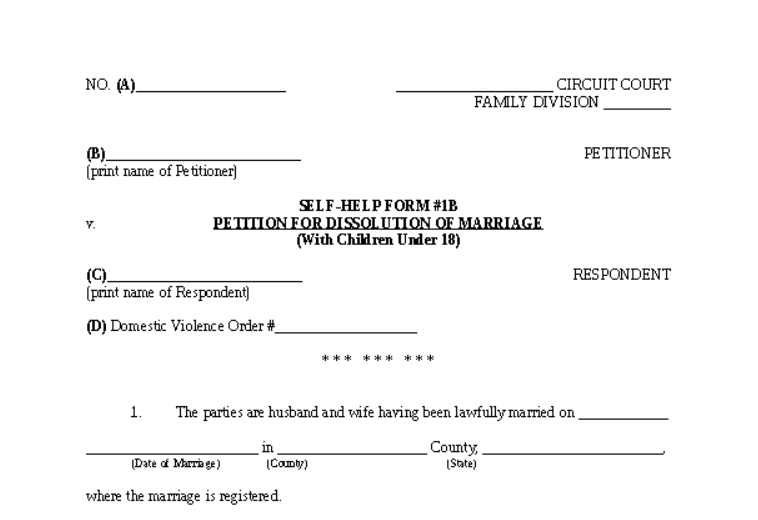 NO. (A)____________________ _____________________ CIRCUIT COURT
FAMILY DIVISION _________
(B)__________________________ PETITIONER
(print name of Petitioner)
SELF-HELP FORM #1B
v. PETITION FOR DISSOLUTION OF MARRIAGE
(With Children Under 18)
(C)__________________________ RESPONDENT
(print name of Respondent)
(D) Domestic Violence Order #___________________
* * * * * * * * *
1. The parties are husband and wife having been lawfully married on ____________
_______________________ in ____________________ County, ________________________,
(Date of Marriage) (County) (State)
where the marriage is registered.